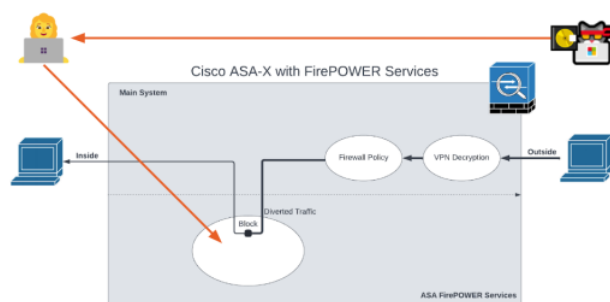 Cisco ASA-X with FirePOWER Services
Main System
Inside
Firewall Policy
VPN Decryption
Outside
Diverted Traffic
Block
ASA FirePOWER Services